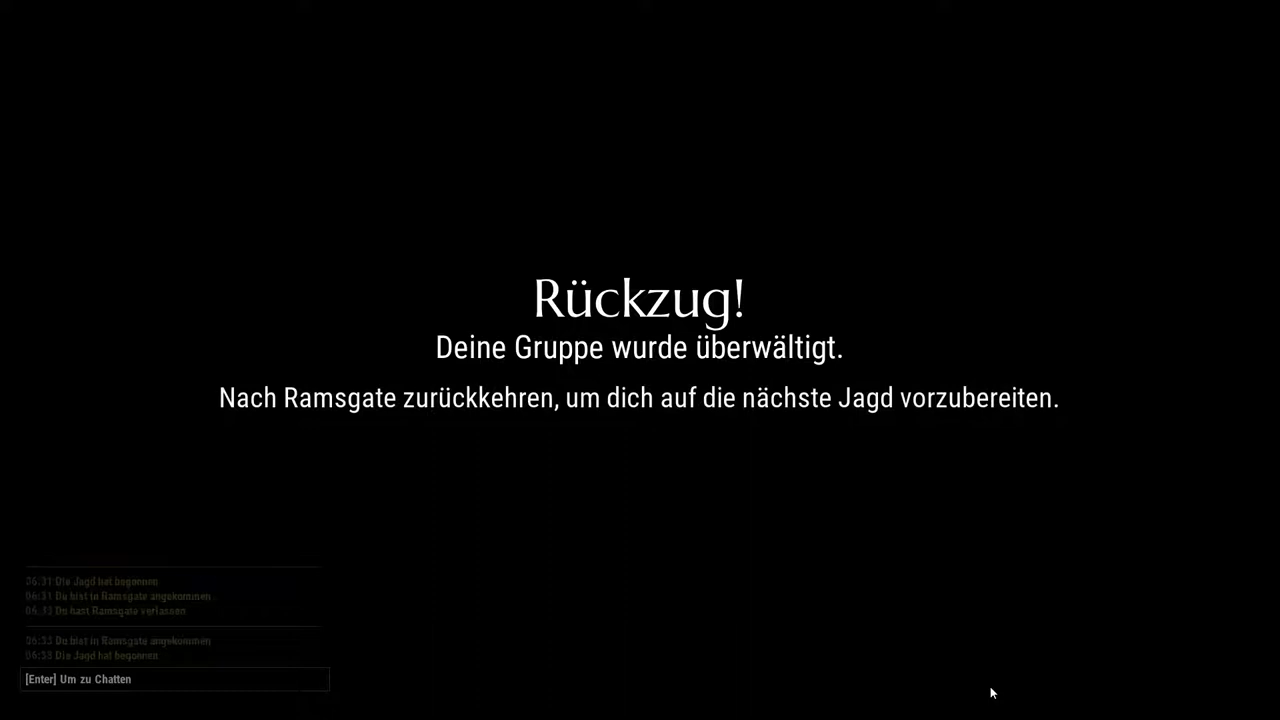 Rückzug!
Deine Gruppe wurde überwältigt.
Nach Ramsgate zurückkehren, um dich auf die nächste Jagd vorzubereiten.
06:31 Die Jagd hat begonnen
06:31 Du bist in Ramsgate angekommen
Du hast Ramsgate verlassen
06:33 Du bist in Ramsgate angekommen
06:33 Die Jagd hat begonnen
[Enter] Um zu Chatten